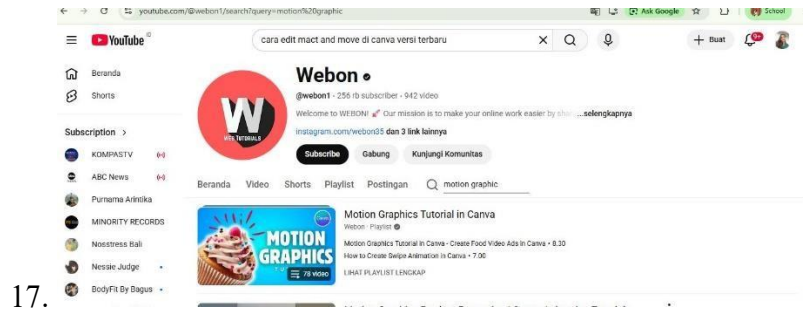 youtube.com/@webon1/search?query=motion%20graphic
Ask Google
School
YouTube ID
cara edit mact and move di canva versi terbaru
Buat
9+
Beranda
Shorts
Subscription >
KOMPASTV
ABC News
Purnama Arintika
MINORITY RECORDS
Nosstress Bali
Nessie Judge
BodyFit By Bagus
W
WEB TUTORIALS
Webon
@webon1 • 256 rb subscriber • 942 video
Welcome to WEBON! 🚀 Our mission is to make your online work easier by ...selengkapnya
instagram.com/webon35 dan 3 link lainnya
Subscribe Gabung Kunjungi Komunitas
Beranda Video Shorts Playlist Postingan motion graphic
MOTION
GRAPHICS
78 video
Motion Graphics Tutorial in Canva
Webon • Playlist
Motion Graphics Tutorial in Canva - Create Food Video Ads in Canva • 8.30
How to Create Swipe Animation in Canva • 7.00
LIHAT PLAYLIST LENGKAP
17.